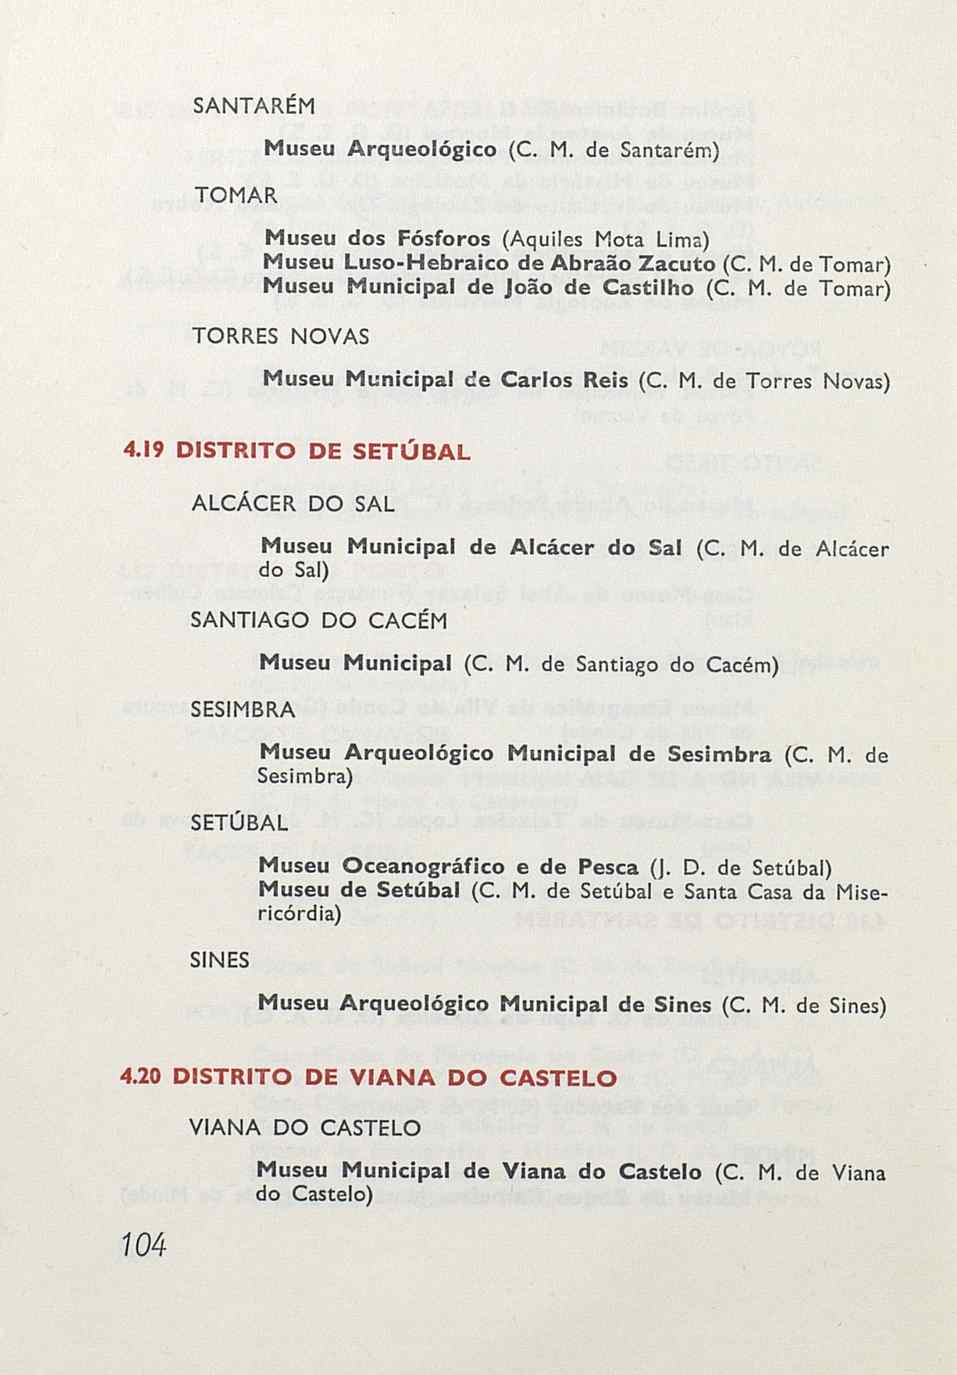 SANTARÉM
Museu Arqueológico (C. M. de Santarém)
TOMAR
Museu dos Fósforos (Aquiles Mota Lima)
Museu Luso-Hebraico de Abraão Zacuto (C. M. de Tomar)
Museu Municipal de João de Castilho (C. M. de Tomar)
TORRES NOVAS
Museu Municipal de Carlos Reis (C. M. de Torres Novas)
4.19 DISTRITO DE SETÚBAL
ALCÁCER DO SAL
Museu Municipal de Alcácer do Sal (C. M. de Alcácer
do Sal)
SANTIAGO DO CACÉM
Museu Municipal (C. M. de Santiago do Cacém)
SESIMBRA
Museu Arqueológico Municipal de Sesimbra (C. M. de
Sesimbra)
SETÚBAL
Museu Oceanográfico e de Pesca (J. D. de Setúbal)
Museu de Setúbal (C. M. de Setúbal e Santa Casa da Mise-
ricórdia)
SINES
Museu Arqueológico Municipal de Sines (C. M. de Sines)
4.20 DISTRITO DE VIANA DO CASTELO
VIANA DO CASTELO
Museu Municipal de Viana do Castelo (C. M. de Viana
do Castelo)
104